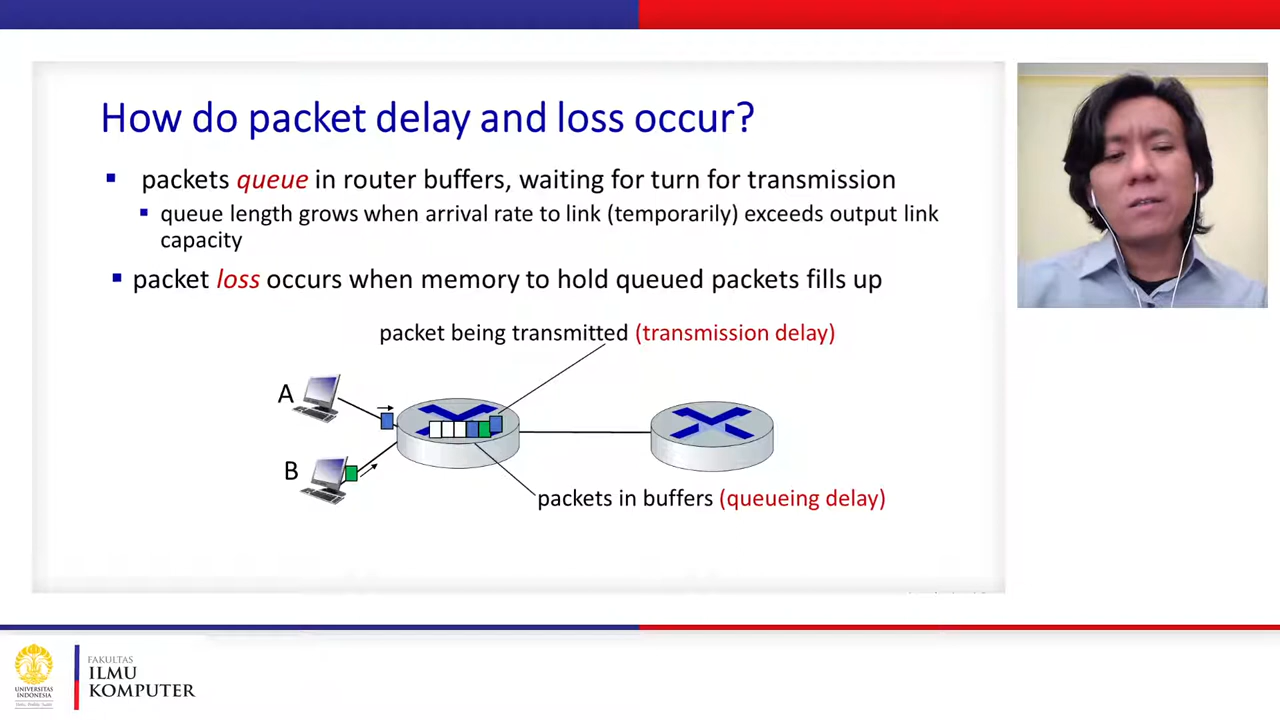 How do packet delay and loss occur?
packets queue in router buffers, waiting for turn for transmission
queue length grows when arrival rate to link (temporarily) exceeds output link
capacity
packet loss occurs when memory to hold queued packets fills up
packet being transmitted (transmission delay)
A
B
packets in buffers (queueing delay)
UNIVERSITAS
INDONESIA
FAKULTAS
ILMU
KOMPUTER